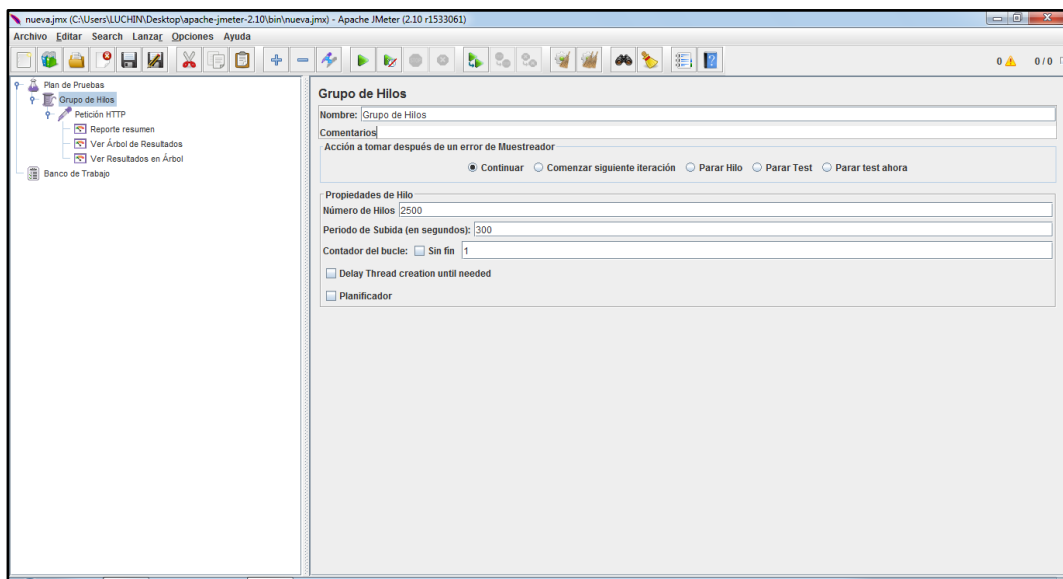 nueva.jmx (C:\Users\LUCHIN\Desktop\apache-jmeter-2.10\bin\nueva.jmx) - Apache JMeter (2.10 r1533061)
Archivo Editar Search Lanzar Opciones Ayuda
0 0/0
Plan de Pruebas
Grupo de Hilos
Petición HTTP
Reporte resumen
Ver Árbol de Resultados
Ver Resultados en Árbol
Banco de Trabajo
Grupo de Hilos
Nombre: Grupo de Hilos
Comentarios
Acción a tomar después de un error de Muestreador
Continuar Comenzar siguiente iteración Parar Hilo Parar Test Parar test ahora
Propiedades de Hilo
Número de Hilos 2500
Periodo de Subida (en segundos): 300
Contador del bucle: Sin fin 1
Delay Thread creation until needed
Planificador